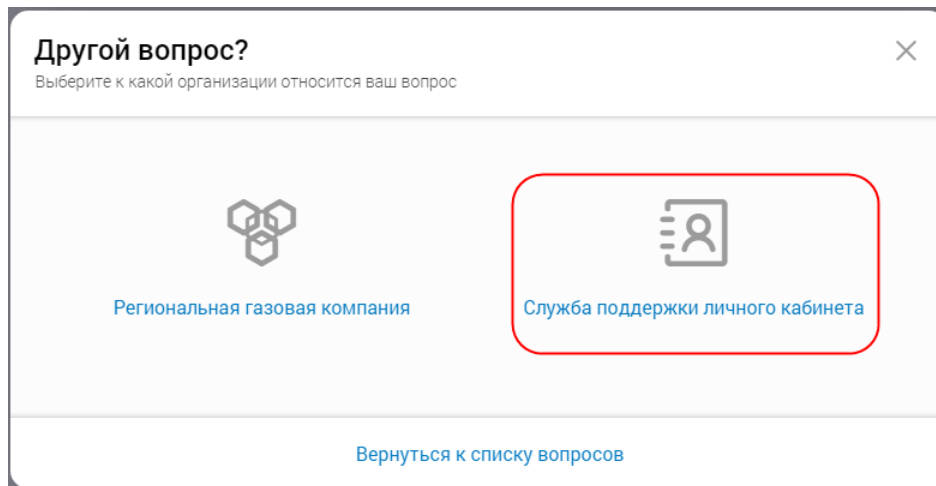 Другой вопрос?
Выберите к какой организации относится ваш вопрос
Региональная газовая компания
Служба поддержки личного кабинета
Вернуться к списку вопросов